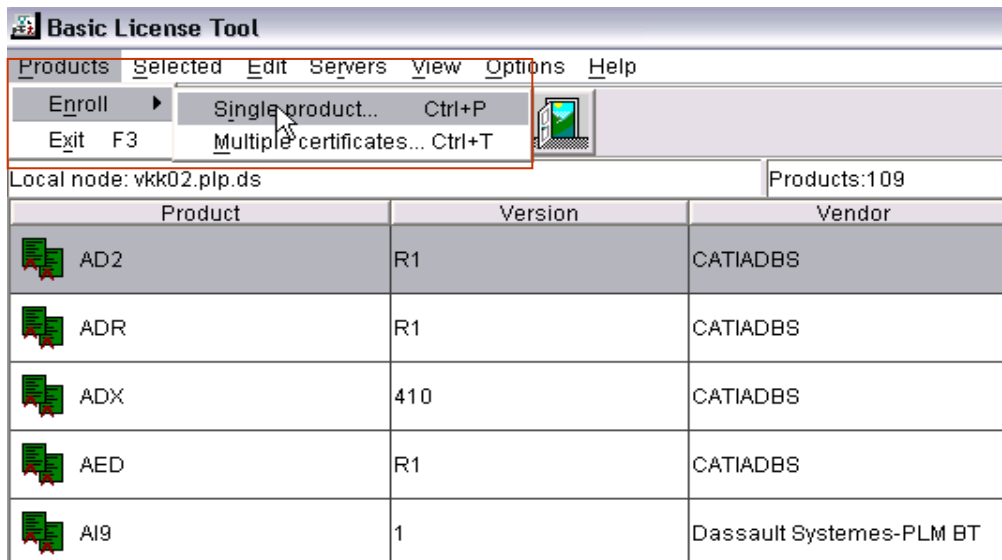 Basic License Tool
Products Selected Edit Servers View Options Help
Enroll
Single product... Ctrl+P
Exit F3
Multiple certificates... Ctrl+T
Local node: vkk02.plp.ds Products:109
Product Version Vendor
AD2 R1 CATIADBS
ADR R1 CATIADBS
ADX 410 CATIADBS
AED R1 CATIADBS
AI9 1 Dassault Systemes-PLM BT